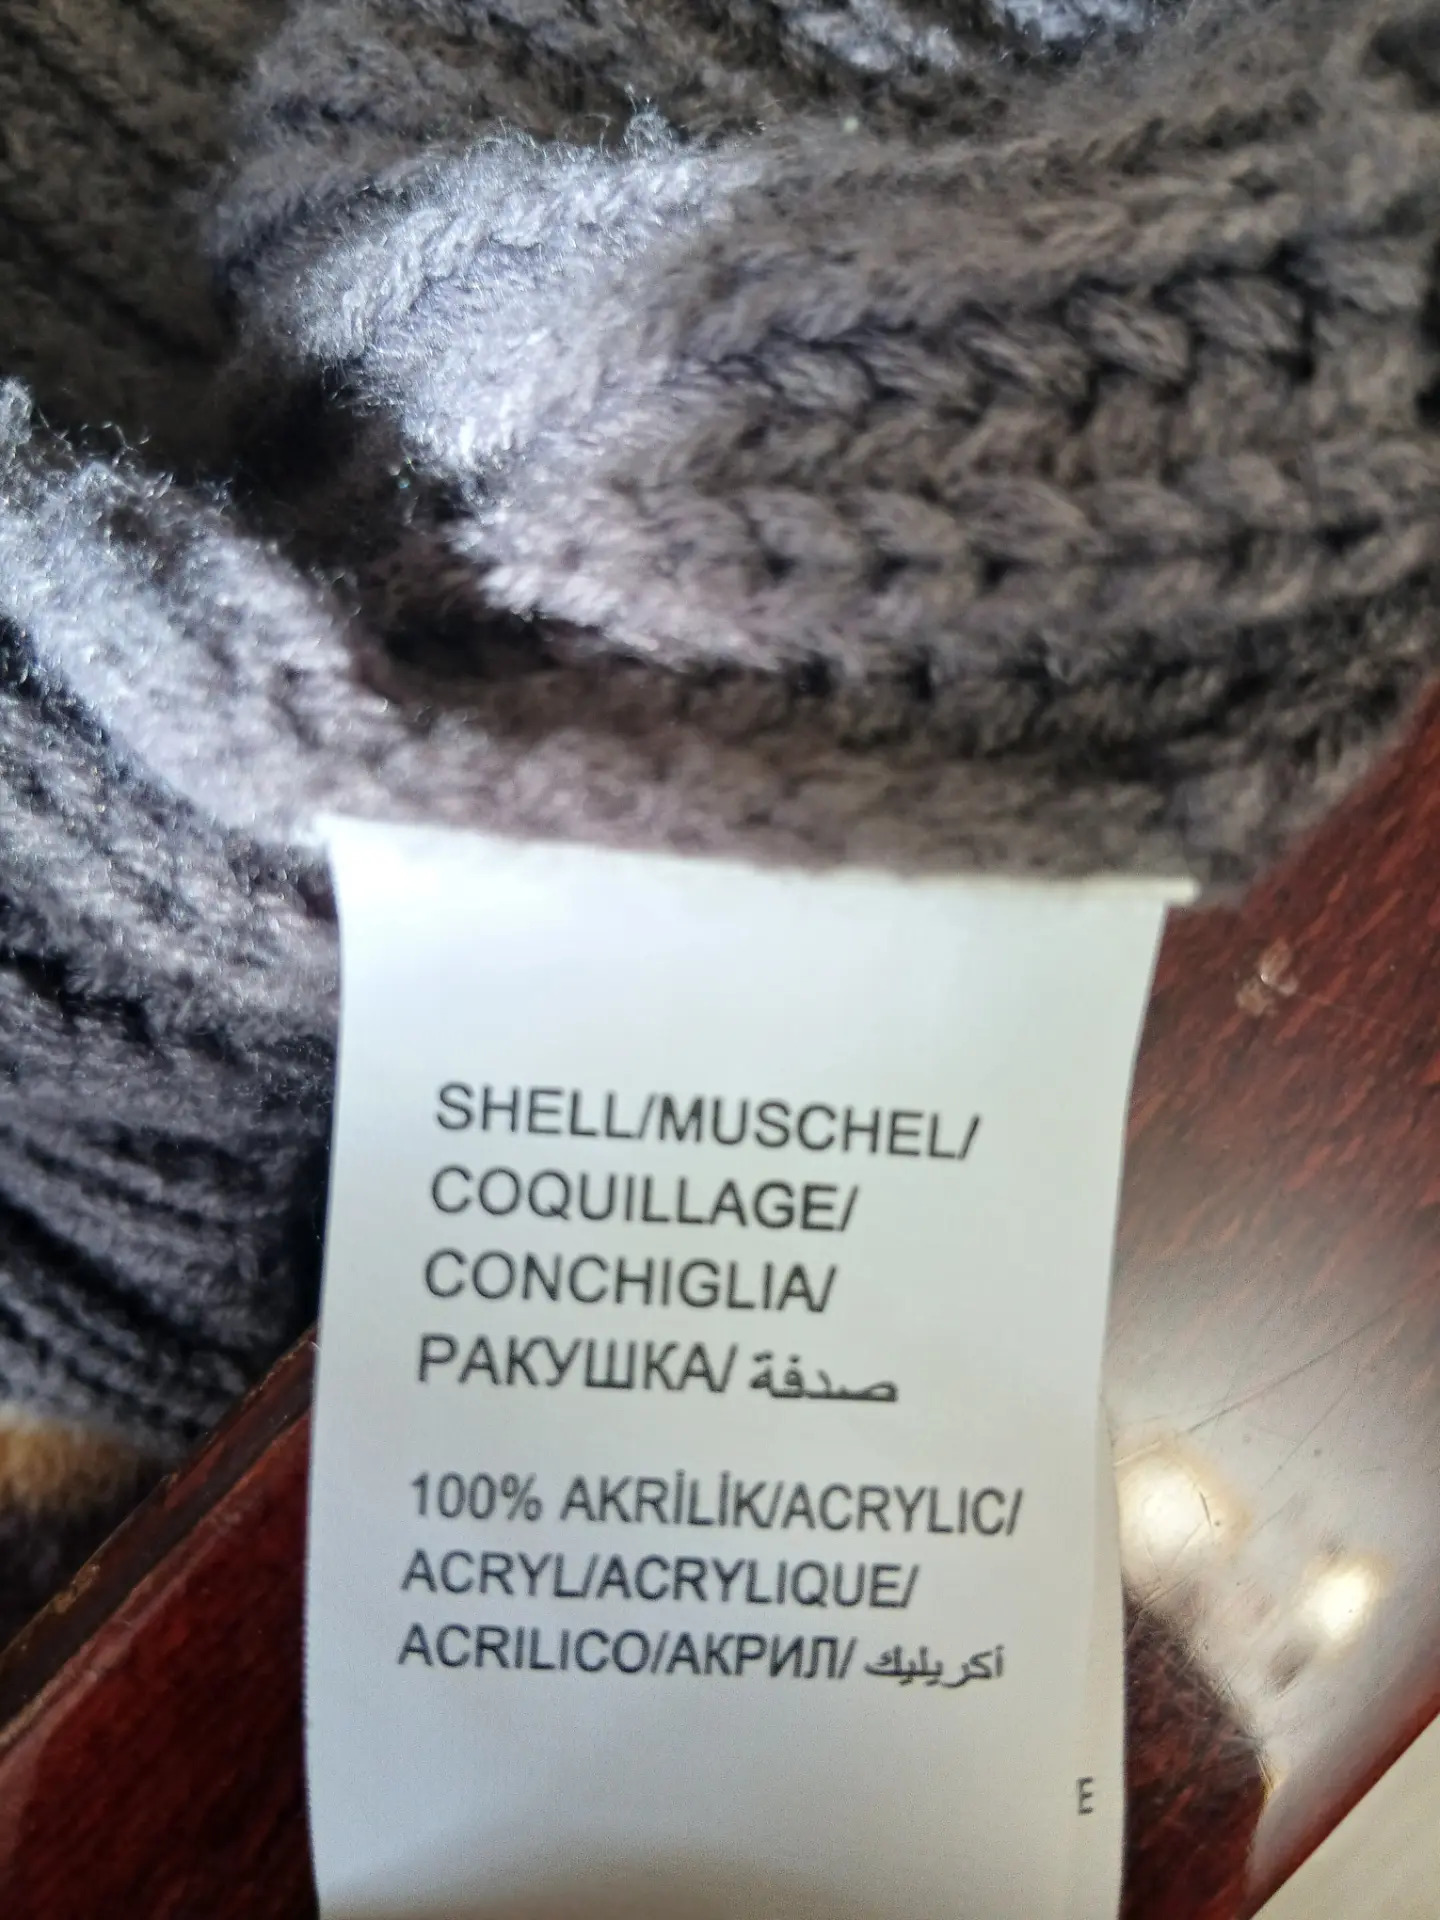 SHELL/MUSCHEL/
COQUILLAGE/
CONCHIGLIA/
РАКУШКА/ صدفة
100% AKRİLİK/ACRYLIC/
ACRYL/ACRYLIQUE/
ACRILICO/АКРИЛ/ أكريليك
E